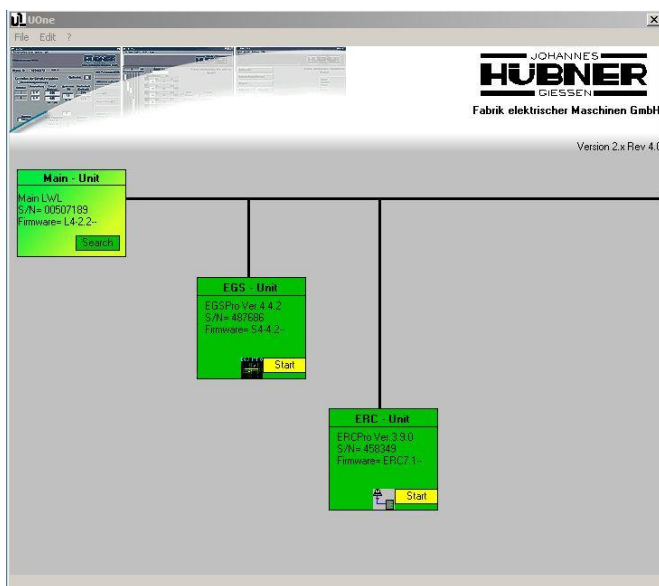 UOne
File Edit ?
JOHANNES
HÜBNER
GIESSEN
Fabrik elektrischer Maschinen GmbH
Version 2.x Rev 4.0
Main - Unit
Main LWL
S/N= 00507189
Firmware= L4-2.2--
Search
EGS - Unit
EGSPro Ver.4.4.2
S/N= 487686
Firmware= S4-4.2--
Start
ERC - Unit
ERCPro Ver.3.9.0
S/N= 458349
Firmware= ERC7.1--
Start